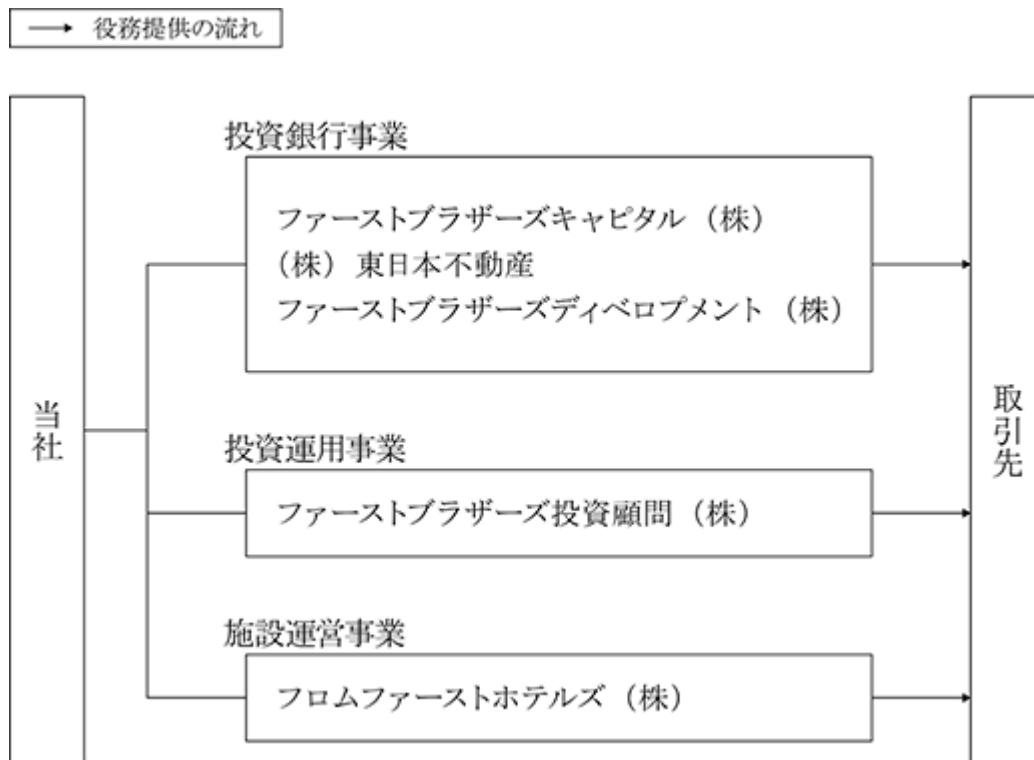 → 役務提供の流れ
当社
投資銀行事業
ファーストブラザーズキャピタル（株）
（株）東日本不動産
ファーストブラザーズディベロプメント（株）
投資運用事業
ファーストブラザーズ投資顧問（株）
施設運営事業
フロムファーストホテルズ（株）
取引先